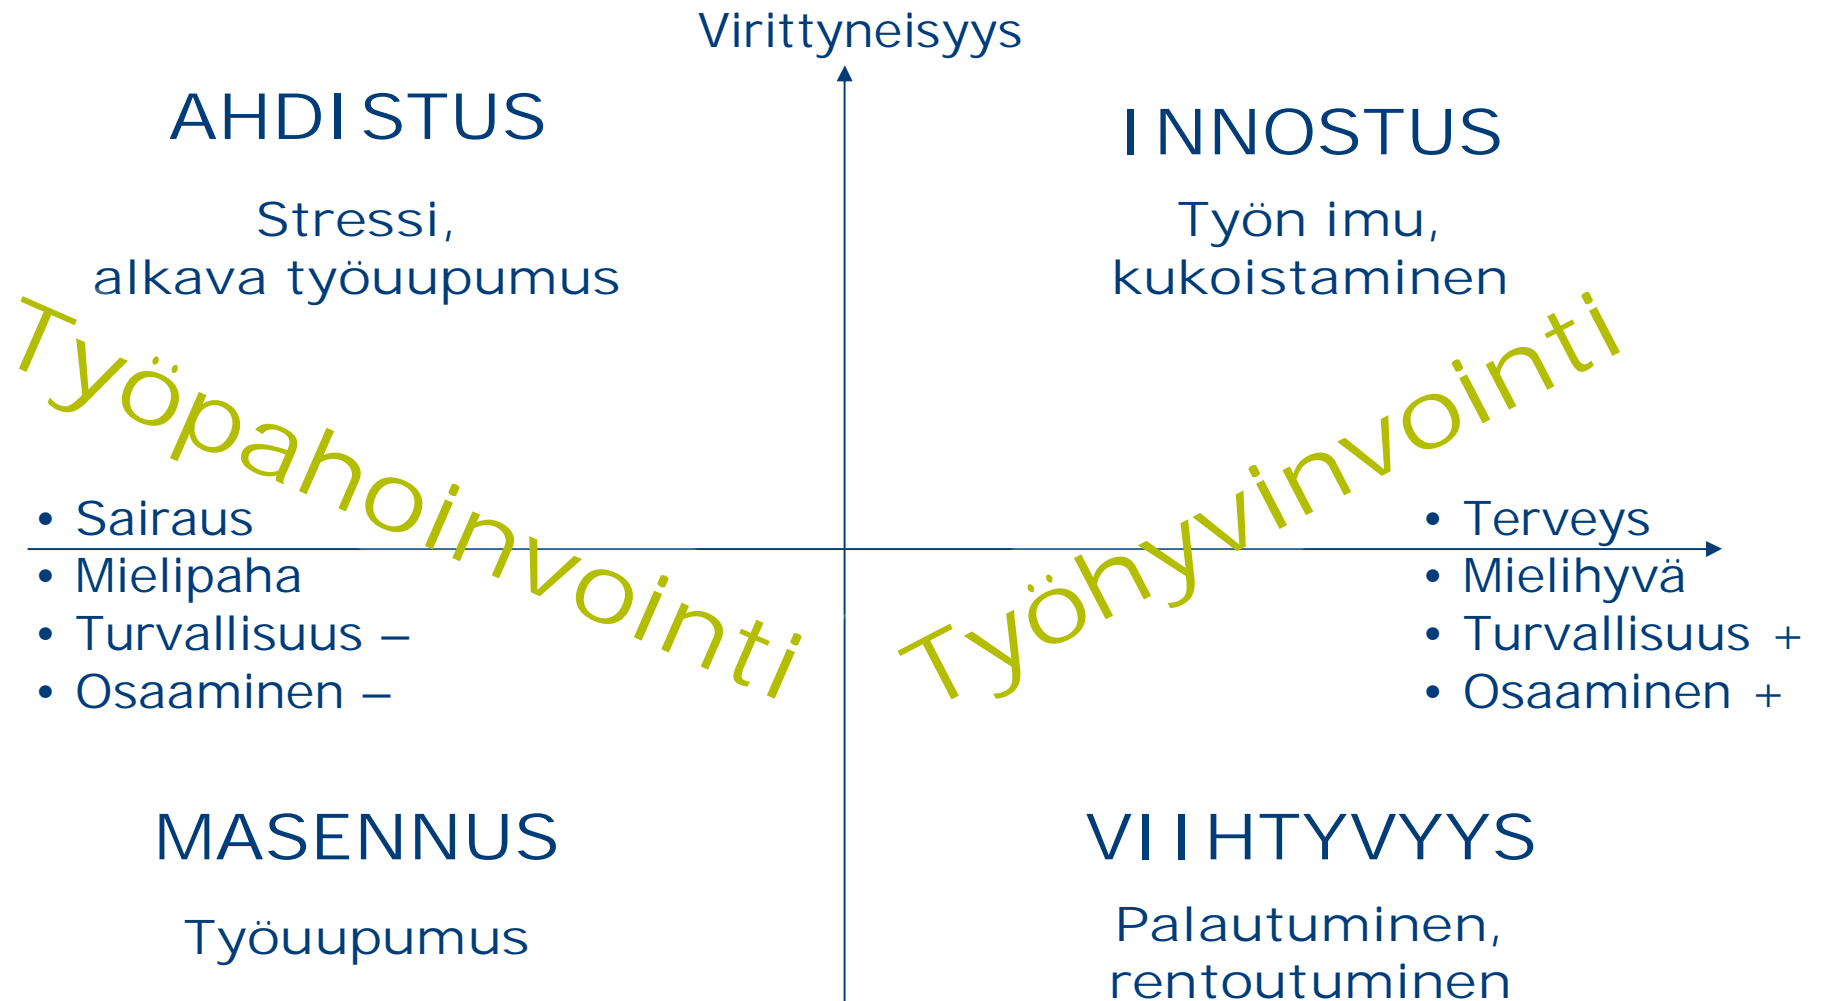 Virittyneisyys
AHDISTUS
Stressi,
alkava työuupumus
INNOSTUS
Työn imu,
kukoistaminen
Työpahoinvointi
Työhyvinvointi
• Sairaus
• Mielipaha
• Turvallisuus –
• Osaaminen –
• Terveys
• Mielihyvä
• Turvallisuus +
• Osaaminen +
MASENNUS
Työuupumus
VIIHTYVYYS
Palautuminen,
rentoutuminen